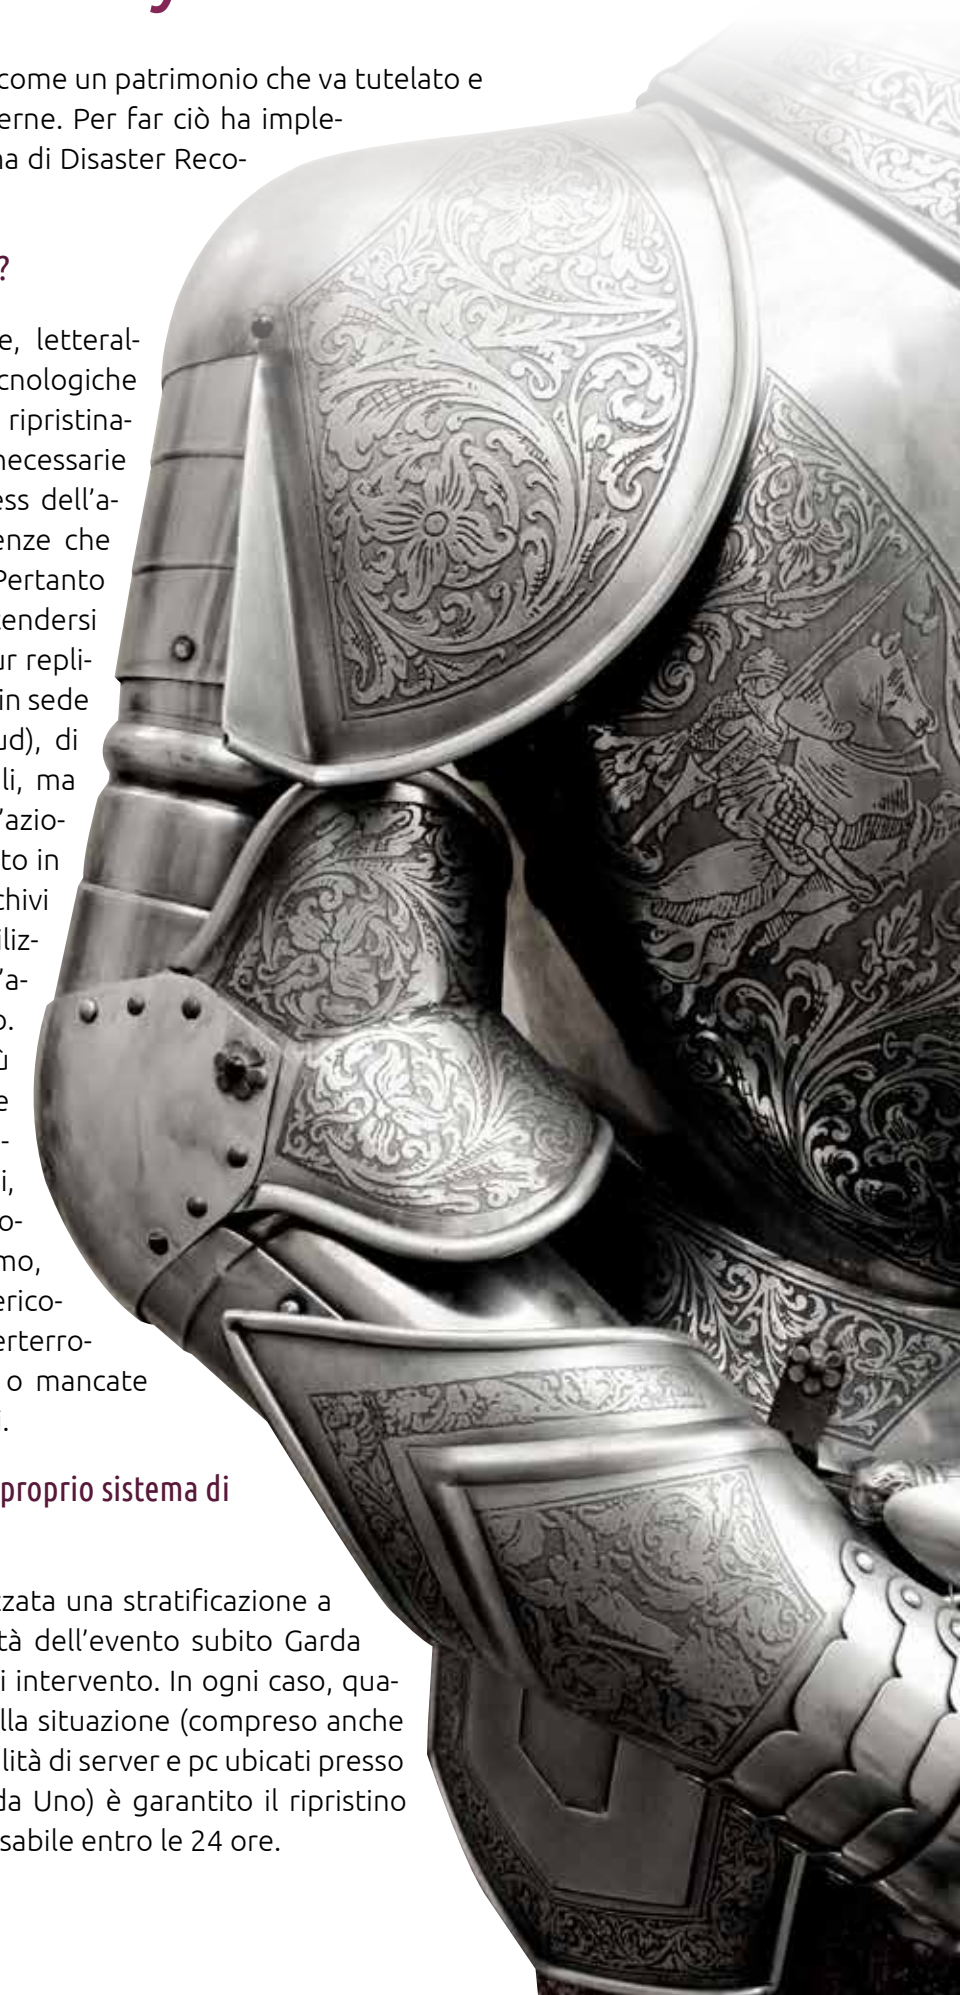 come un patrimonio che va tutelato e
erne. Per far ciò ha imple-
na di Disaster Reco-
?
e, letteral-
cnologiche
ripristina-
necessarie
ess dell'a-
enze che
Pertanto
tendersi
ur repli-
in sede
ud), di
li, ma
'azio-
to in
chivi
iliz-
'a-
o.
ù
e
-
i,
o-
mo,
erico-
erterro-
o mancate
i.
proprio sistema di
zzata una stratificazione a
tà dell'evento subito Garda
i intervento. In ogni caso, qua-
lla situazione (compreso anche
lità di server e pc ubicati presso
da Uno) è garantito il ripristino
sabile entro le 24 ore.